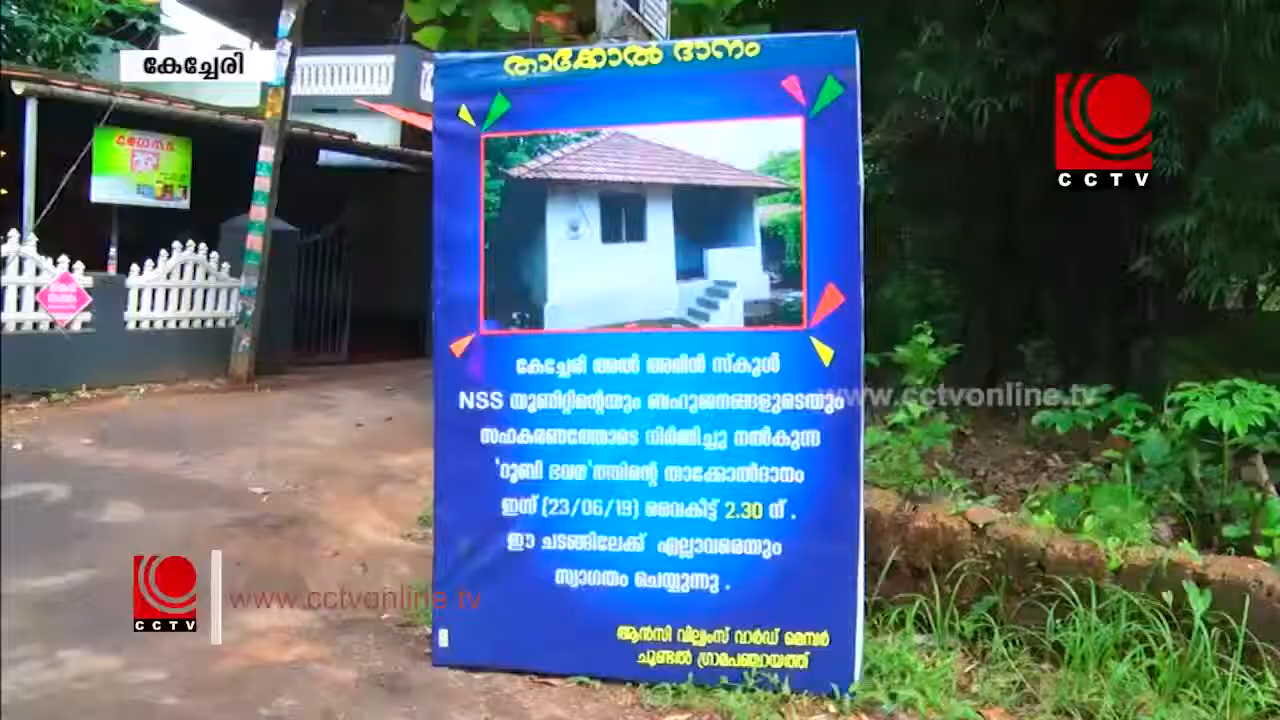 കേച്ചേരി
CCTV
താക്കോൽ ദാനം
കേച്ചേരി അൽ അമീൻ സ്കൂൾ
NSS യൂണിറ്റിന്റെയും ബഹുജനങ്ങളുടെയും
www.cctvonline.tv
സഹകരണത്തോടെ നിർമ്മിച്ചു നൽകുന്ന
'റൂബി ഭവന'ത്തിന്റെ താക്കോൽദാനം
ഇന്ന് (23/06/19) വൈകീട്ട് 2.30 ന് .
ഈ ചടങ്ങിലേക്ക് എല്ലാവരെയും
സ്വാഗതം ചെയ്യുന്നു .
ആൻസി വില്യംസ് വാർഡ് മെമ്പർ
ചൂണ്ടൽ ഗ്രാമപഞ്ചായത്ത്
CCTV
www.cctvonline.tv